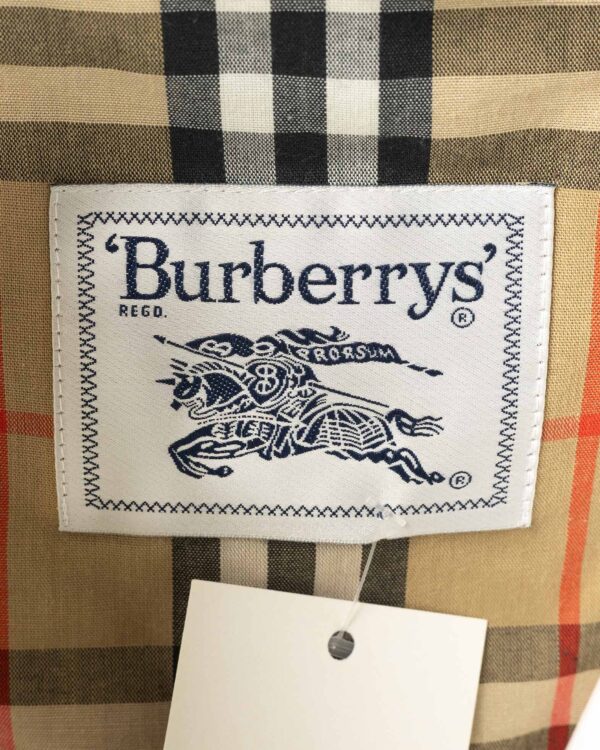 'Burberrys'
REGD. ®
PRORSUM
®